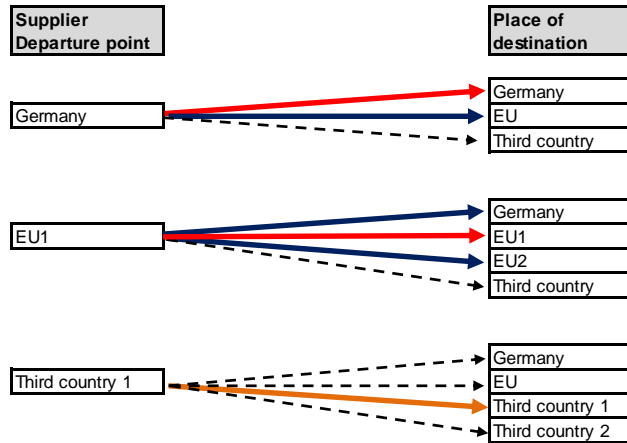 Supplier
Departure point
Place of
destination
Germany
Germany
EU
Third country
EU1
Germany
EU1
EU2
Third country
Third country 1
Germany
EU
Third country 1
Third country 2